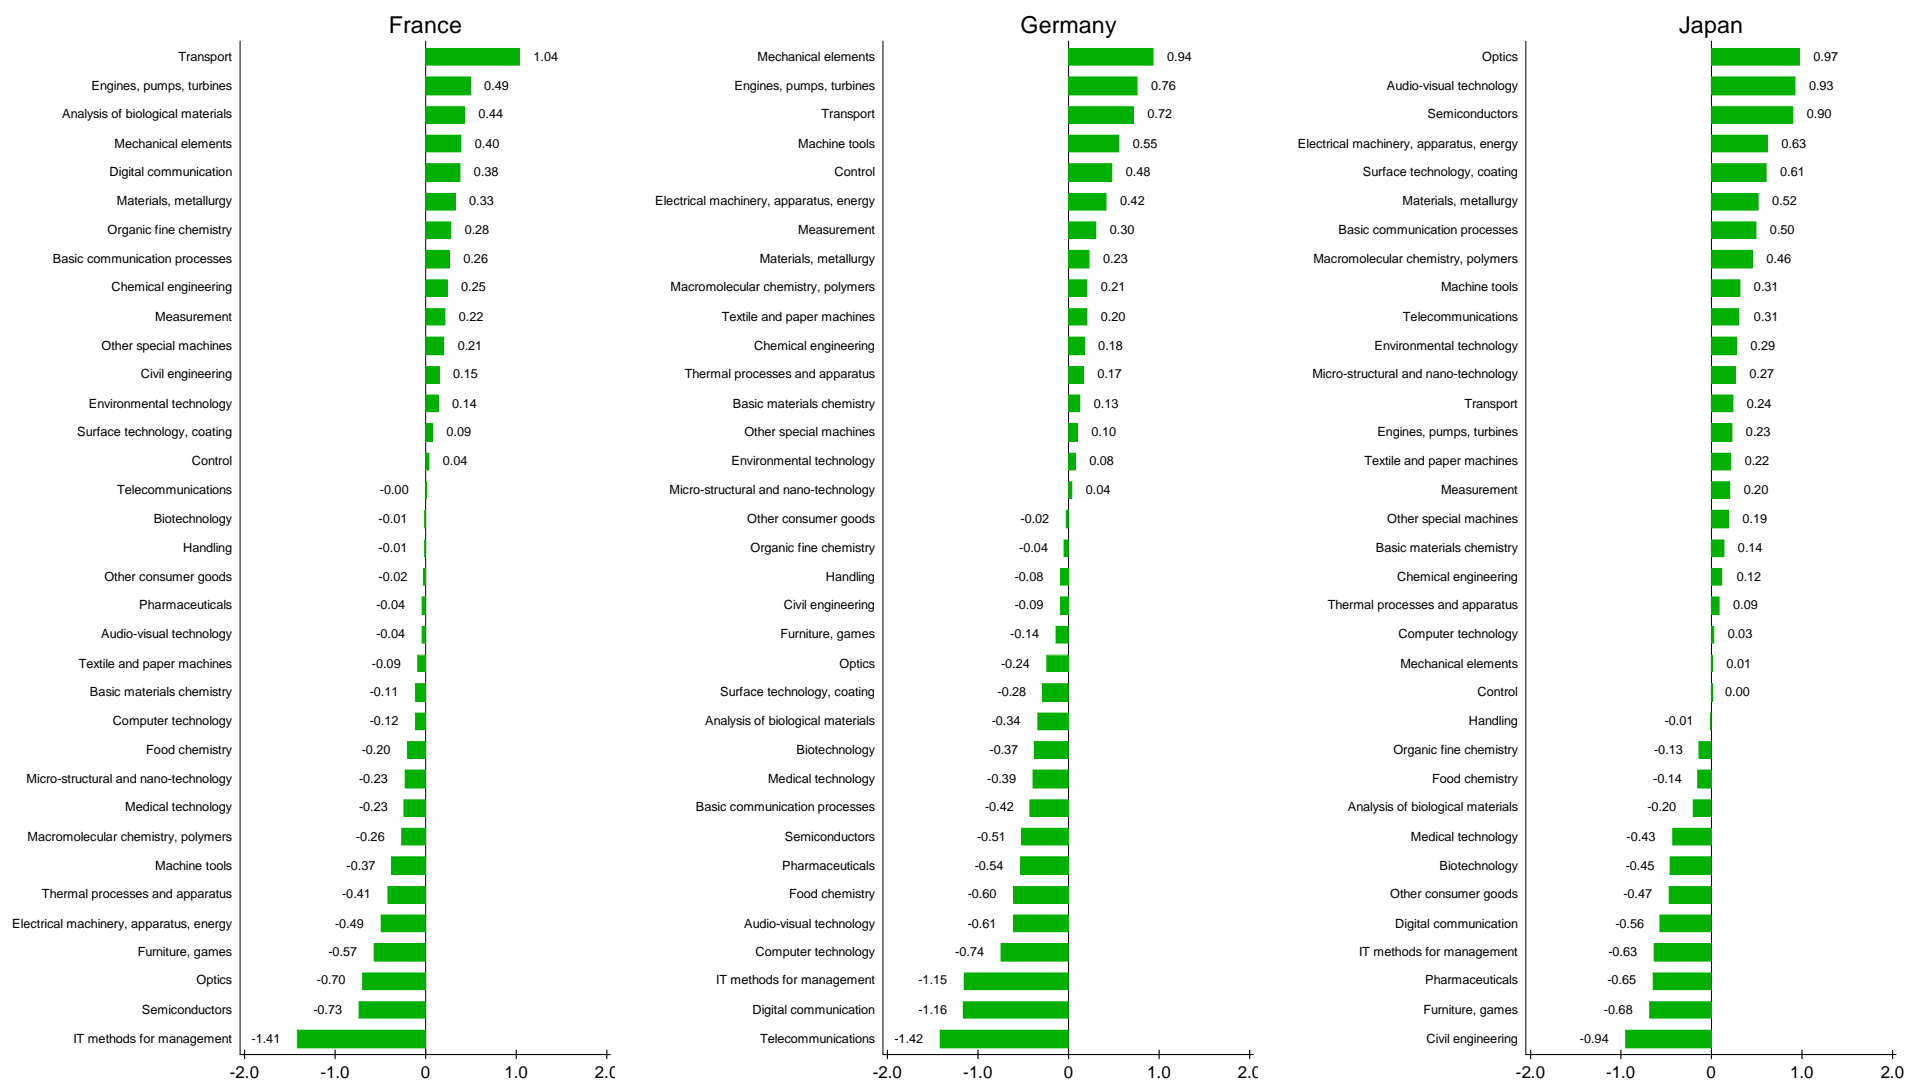 France
Transport 1.04
Engines, pumps, turbines 0.49
Analysis of biological materials 0.44
Mechanical elements 0.40
Digital communication 0.38
Materials, metallurgy 0.33
Organic fine chemistry 0.28
Basic communication processes 0.26
Chemical engineering 0.25
Measurement 0.22
Other special machines 0.21
Civil engineering 0.15
Environmental technology 0.14
Surface technology, coating 0.09
Control 0.04
Telecommunications -0.00
Biotechnology -0.01
Handling -0.01
Other consumer goods -0.02
Pharmaceuticals -0.04
Audio-visual technology -0.04
Textile and paper machines -0.09
Basic materials chemistry -0.11
Computer technology -0.12
Food chemistry -0.20
Micro-structural and nano-technology -0.23
Medical technology -0.23
Macromolecular chemistry, polymers -0.26
Machine tools -0.37
Thermal processes and apparatus -0.41
Electrical machinery, apparatus, energy -0.49
Furniture, games -0.57
Optics -0.70
Semiconductors -0.73
IT methods for management -1.41
-2.0 -1.0 0 1.0 2.0
Germany
Mechanical elements 0.94
Engines, pumps, turbines 0.76
Transport 0.72
Machine tools 0.55
Control 0.48
Electrical machinery, apparatus, energy 0.42
Measurement 0.30
Materials, metallurgy 0.23
Macromolecular chemistry, polymers 0.21
Textile and paper machines 0.20
Chemical engineering 0.18
Thermal processes and apparatus 0.17
Basic materials chemistry 0.13
Other special machines 0.10
Environmental technology 0.08
Micro-structural and nano-technology 0.04
Other consumer goods -0.02
Organic fine chemistry -0.04
Handling -0.08
Civil engineering -0.09
Furniture, games -0.14
Optics -0.24
Surface technology, coating -0.28
Analysis of biological materials -0.34
Biotechnology -0.37
Medical technology -0.39
Basic communication processes -0.42
Semiconductors -0.51
Pharmaceuticals -0.54
Food chemistry -0.60
Audio-visual technology -0.61
Computer technology -0.74
IT methods for management -1.15
Digital communication -1.16
Telecommunications -1.42
-2.0 -1.0 0 1.0 2.0
Japan
Optics 0.97
Audio-visual technology 0.93
Semiconductors 0.90
Electrical machinery, apparatus, energy 0.63
Surface technology, coating 0.61
Materials, metallurgy 0.52
Basic communication processes 0.50
Macromolecular chemistry, polymers 0.46
Machine tools 0.31
Telecommunications 0.31
Environmental technology 0.29
Micro-structural and nano-technology 0.27
Transport 0.24
Engines, pumps, turbines 0.23
Textile and paper machines 0.22
Measurement 0.20
Other special machines 0.19
Basic materials chemistry 0.14
Chemical engineering 0.12
Thermal processes and apparatus 0.09
Computer technology 0.03
Mechanical elements 0.01
Control 0.00
Handling -0.01
Organic fine chemistry -0.13
Food chemistry -0.14
Analysis of biological materials -0.20
Medical technology -0.43
Biotechnology -0.45
Other consumer goods -0.47
Digital communication -0.56
IT methods for management -0.63
Pharmaceuticals -0.65
Furniture, games -0.68
Civil engineering -0.94
-2.0 -1.0 0 1.0 2.0